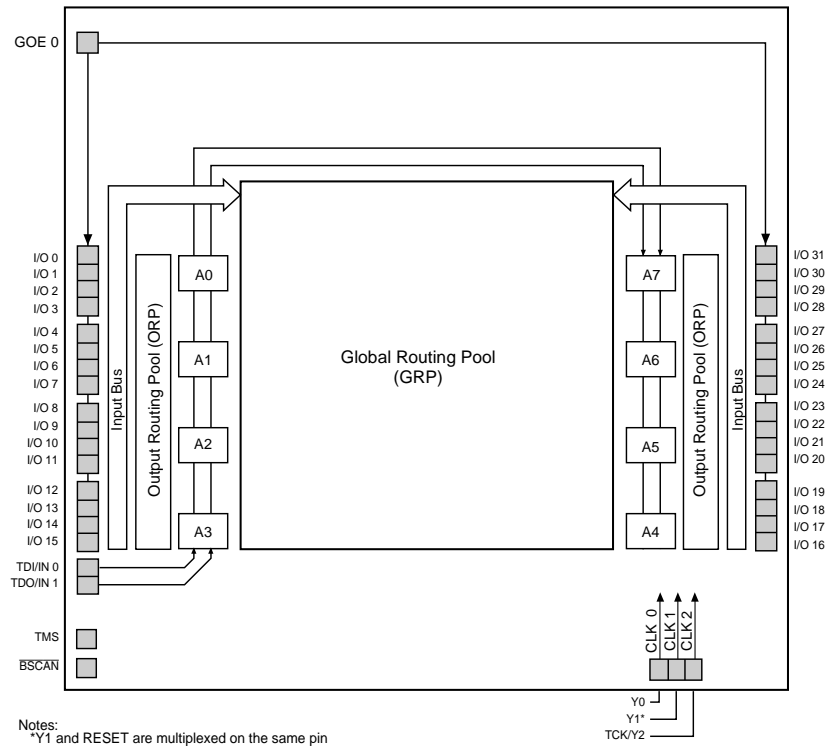 GOE 0
I/O 0
I/O 1
I/O 2
I/O 3
I/O 4
I/O 5
I/O 6
I/O 7
I/O 8
I/O 9
I/O 10
I/O 11
I/O 12
I/O 13
I/O 14
I/O 15
TDI/IN 0
TDO/IN 1
TMS
BSCAN
Input Bus
Output Routing Pool (ORP)
A0
A1
A2
A3
Global Routing Pool
(GRP)
A7
A6
A5
A4
Output Routing Pool (ORP)
Input Bus
I/O 31
I/O 30
I/O 29
I/O 28
I/O 27
I/O 26
I/O 25
I/O 24
I/O 23
I/O 22
I/O 21
I/O 20
I/O 19
I/O 18
I/O 17
I/O 16
CLK 0
CLK 1
CLK 2
Y0
Y1*
TCK/Y2
Notes:
*Y1 and RESET are multiplexed on the same pin